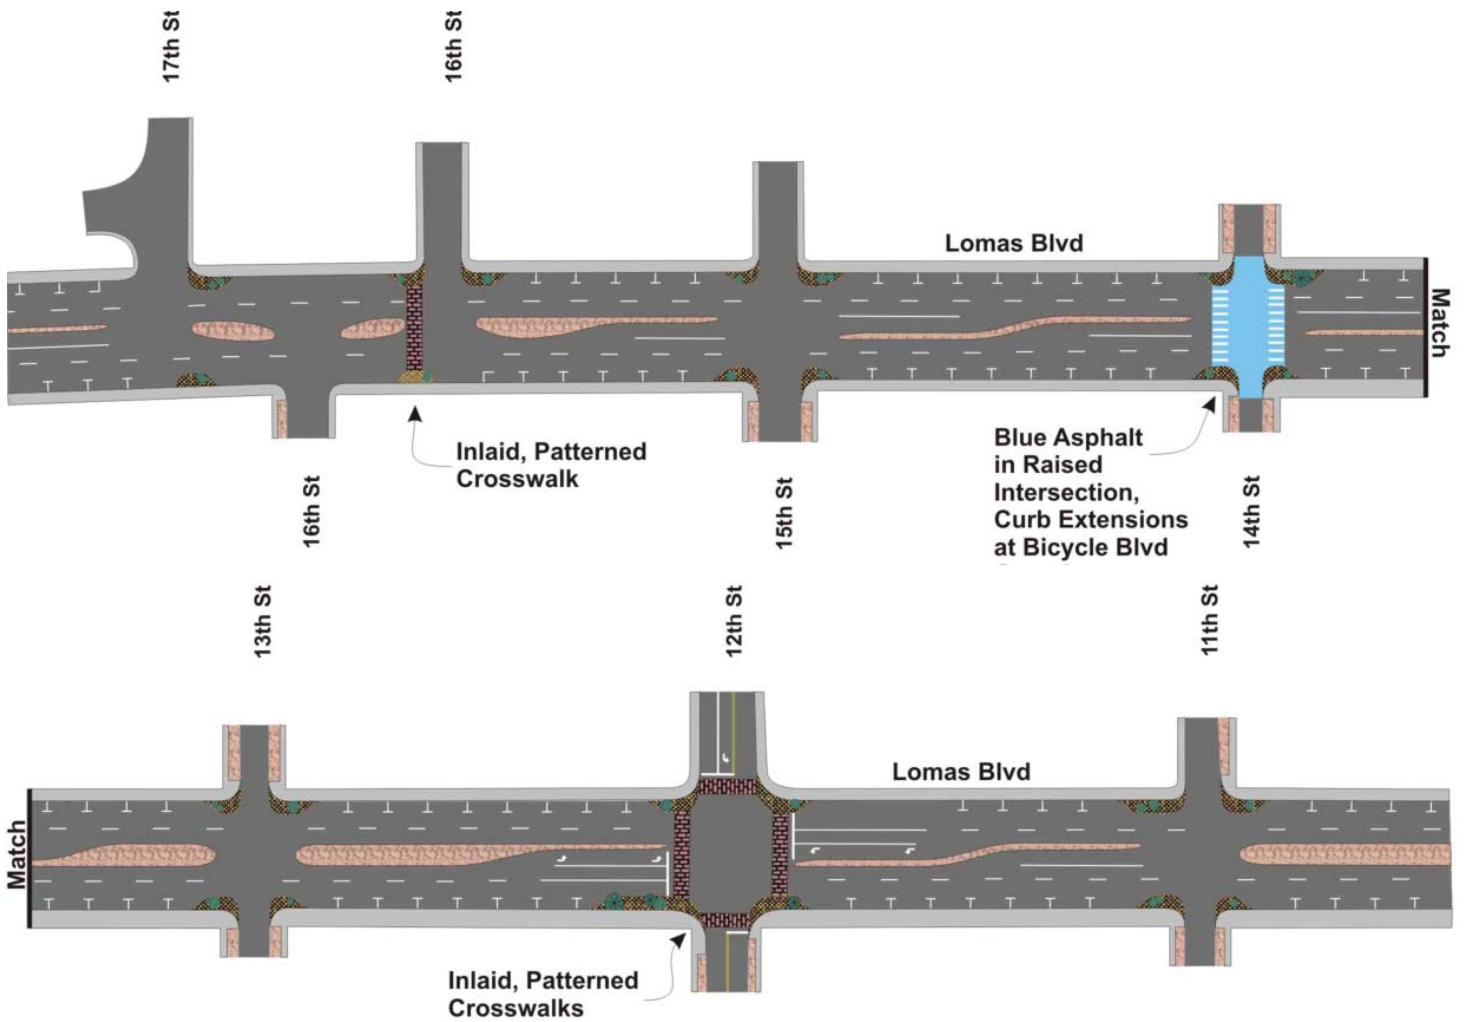 17th St
16th St
Lomas Blvd
Match
Inlaid, Patterned
Crosswalk
16th St
15th St
Blue Asphalt
in Raised
Intersection,
Curb Extensions
at Bicycle Blvd
14th St
13th St
12th St
11th St
Lomas Blvd
Match
Inlaid, Patterned
Crosswalks